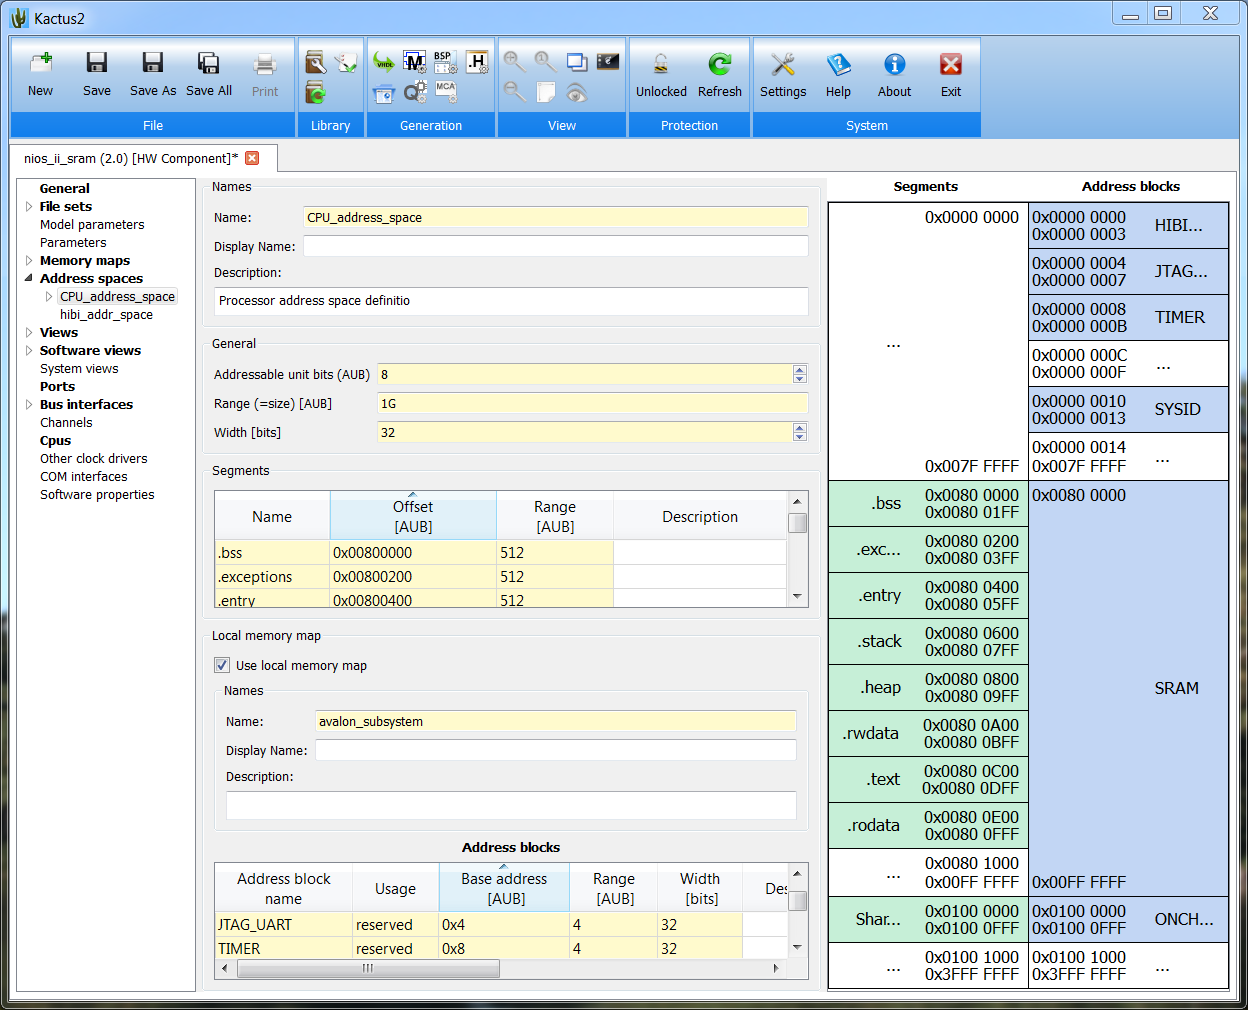 Kactus2
New
Save
Save As
Save All
Print
File
Library
VHDL
M
BSP
.H
MCA
Generation
1
View
Unlocked
Refresh
Protection
Settings
Help
About
Exit
System
nios_ii_sram (2.0) [HW Component]*
General
File sets
Model parameters
Parameters
Memory maps
Address spaces
CPU_address_space
hibi_addr_space
Views
Software views
System views
Ports
Bus interfaces
Channels
Cpus
Other clock drivers
COM interfaces
Software properties
Names
Name: CPU_address_space
Display Name:
Description:
Processor address space definitio
General
Addressable unit bits (AUB) 8
Range (=size) [AUB] 1G
Width [bits] 32
Segments
Name Offset [AUB] Range [AUB] Description
.bss 0x00800000 512
.exceptions 0x00800200 512
.entry 0x00800400 512
Local memory map
Use local memory map
Names
Name: avalon_subsystem
Display Name:
Description:
Address blocks
Address block name Usage Base address [AUB] Range [AUB] Width [bits] Des
JTAG_UART reserved 0x4 4 32
TIMER reserved 0x8 4 32
Segments
0x0000 0000
...
0x007F FFFF
.bss 0x0080 0000
0x0080 01FF
.exc... 0x0080 0200
0x0080 03FF
.entry 0x0080 0400
0x0080 05FF
.stack 0x0080 0600
0x0080 07FF
.heap 0x0080 0800
0x0080 09FF
.rwdata 0x0080 0A00
0x0080 0BFF
.text 0x0080 0C00
0x0080 0DFF
.rodata 0x0080 0E00
0x0080 0FFF
... 0x0080 1000
0x00FF FFFF
Shar... 0x0100 0000
0x0100 0FFF
... 0x0100 1000
0x3FFF FFFF
Address blocks
0x0000 0000 HIBI...
0x0000 0003
0x0000 0004 JTAG...
0x0000 0007
0x0000 0008 TIMER
0x0000 000B
0x0000 000C ...
0x0000 000F
0x0000 0010 SYSID
0x0000 0013
0x0000 0014 ...
0x007F FFFF
0x0080 0000
SRAM
0x00FF FFFF
0x0100 0000 ONCH...
0x0100 0FFF
0x0100 1000 ...
0x3FFF FFFF